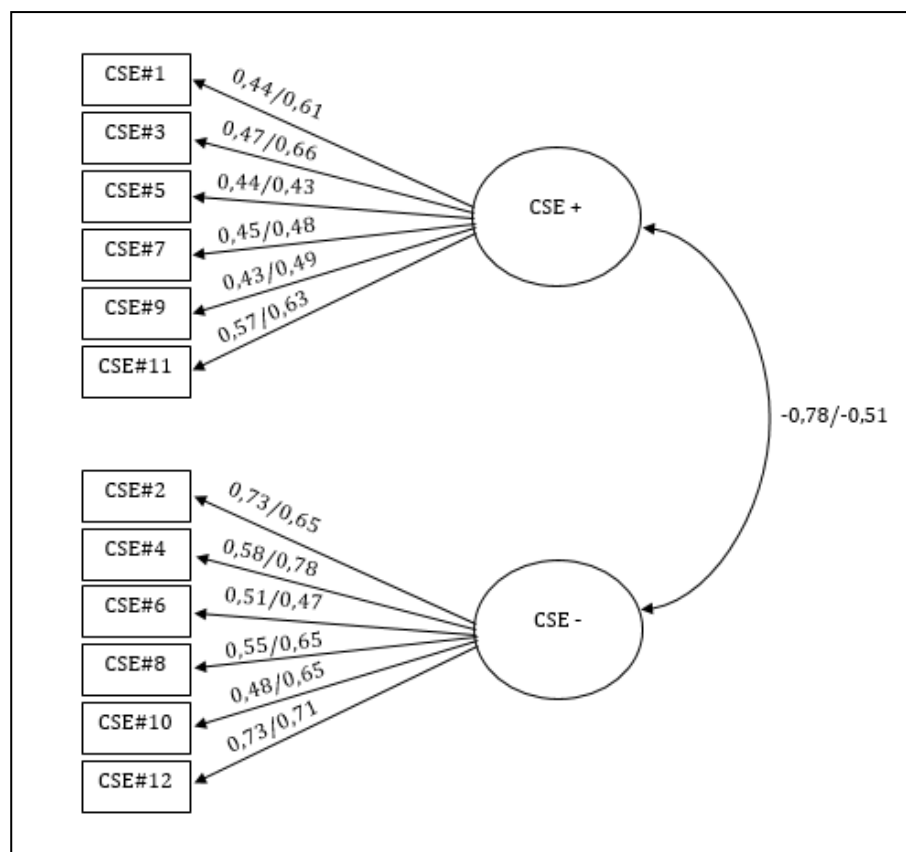 CSE#1
0,44/0,61
CSE#3
0,47/0,66
CSE#5
0,44/0,43
CSE#7
0,45/0,48
CSE#9
0,43/0,49
CSE#11
0,57/0,63
CSE +
-0,78/-0,51
CSE#2
0,73/0,65
CSE#4
0,58/0,78
CSE#6
0,51/0,47
CSE#8
0,55/0,65
CSE#10
0,48/0,65
CSE#12
0,73/0,71
CSE -